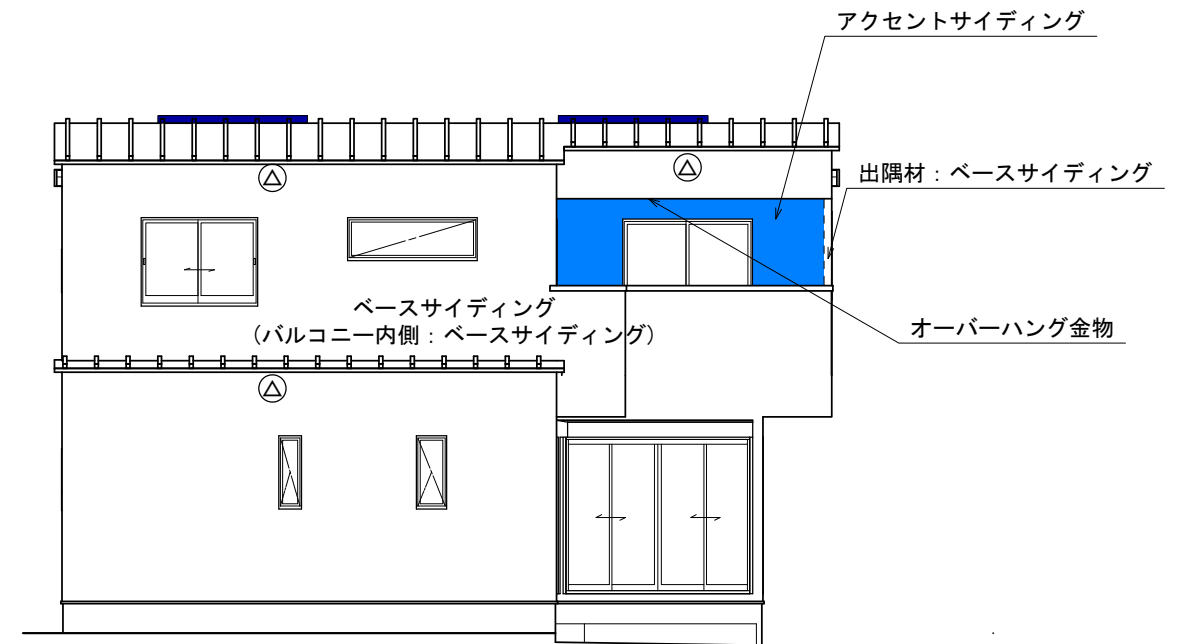 アクセントサイディング
出隅材：ベースサイディング
ベースサイディング
（バルコニー内側：ベースサイディング）
オーバーハング金物